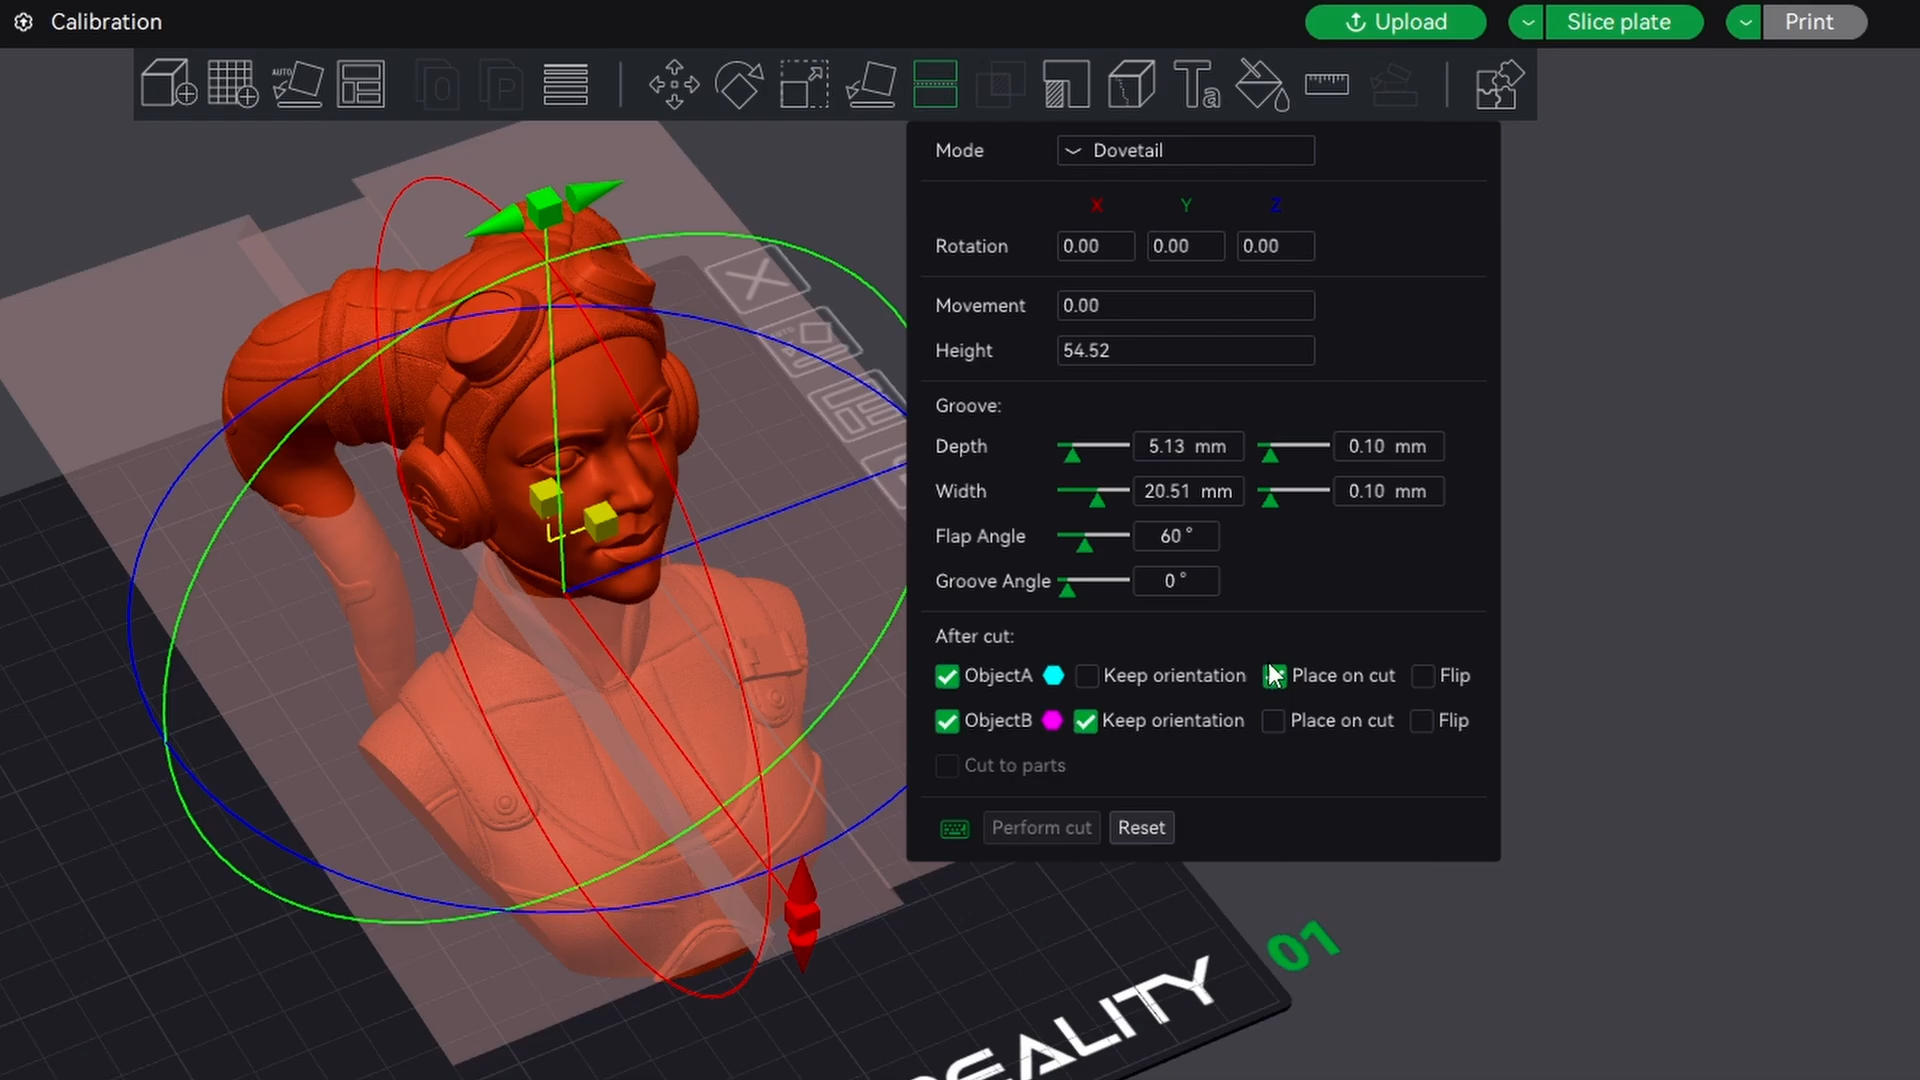 Calibration
Upload
Slice plate
Print
AUTO
Mode
Dovetail
X
Y
Z
Rotation
0.00
0.00
0.00
Movement
0.00
Height
54.52
Groove:
Depth
5.13 mm
0.10 mm
Width
20.51 mm
0.10 mm
Flap Angle
60 °
Groove Angle
0 °
After cut:
ObjectA
Keep orientation
Place on cut
Flip
ObjectB
Keep orientation
Place on cut
Flip
Cut to parts
Perform cut
Reset
01
REALITY